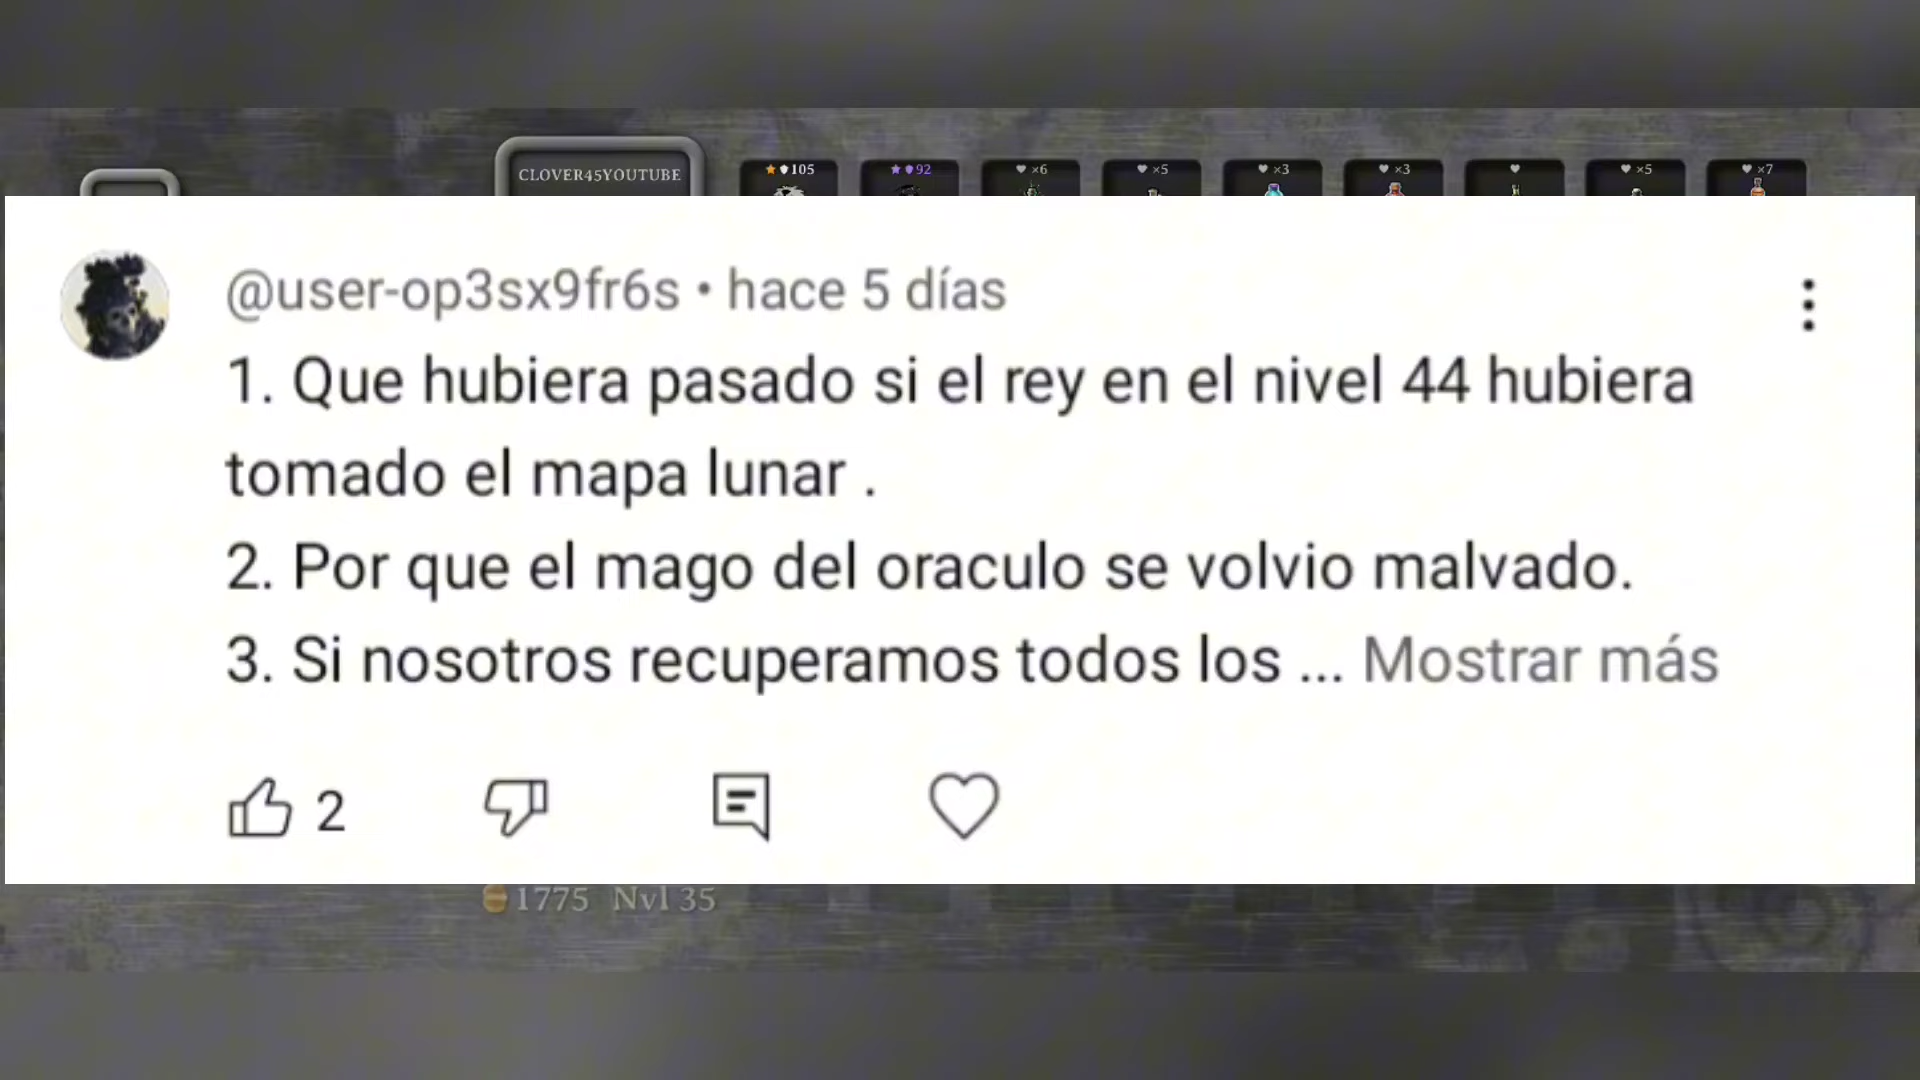 CLOVER45YOUTUBE
105
92
×6
×5
×3
×3
×5
×7
@user-op3sx9fr6s • hace 5 días
1. Que hubiera pasado si el rey en el nivel 44 hubiera
tomado el mapa lunar .
2. Por que el mago del oraculo se volvio malvado.
3. Si nosotros recuperamos todos los ... Mostrar más
2
1775 Nvl 35